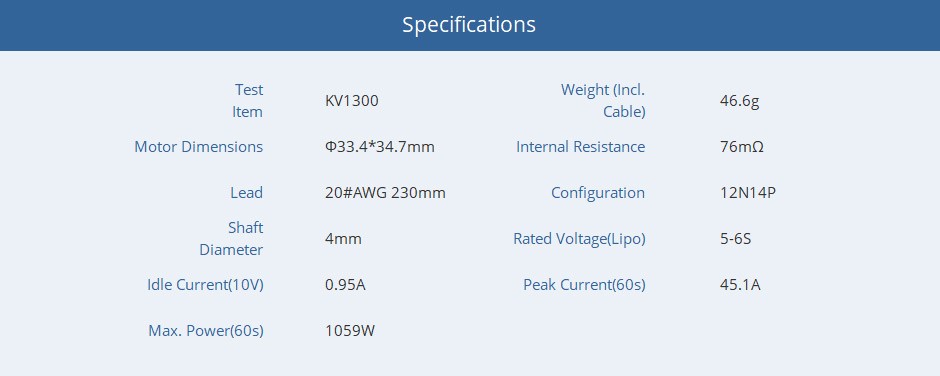 Specifications
Test
Item
KV1300
Weight (Incl.
Cable)
46.6g
Motor Dimensions
Φ33.4*34.7mm
Internal Resistance
76mΩ
Lead
20#AWG 230mm
Configuration
12N14P
Shaft
Diameter
4mm
Rated Voltage(Lipo)
5-6S
Idle Current(10V)
0.95A
Peak Current(60s)
45.1A
Max. Power(60s)
1059W